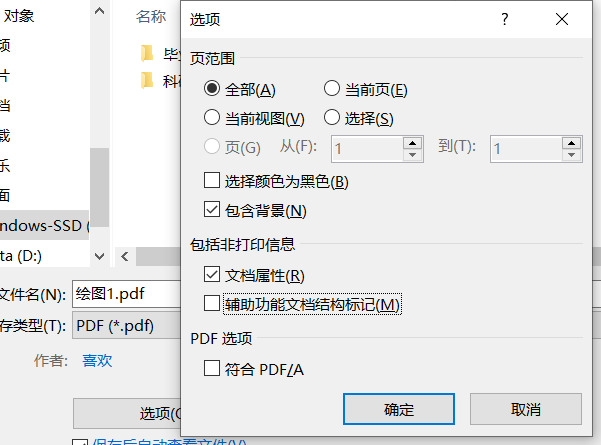 对象
名称
项
毕业
片
科研
档
载
乐
面
ndows-SSD (
ta (D:)
文件名(N):
绘图1.pdf
存类型(T):
PDF (*.pdf)
作者:
喜欢
选项(O
保存后自动查看文件(V)
选项
?
页范围
全部(A)
当前页(E)
当前视图(V)
选择(S)
页(G)
从(F):
1
到(T):
1
选择颜色为黑色(B)
包含背景(N)
包括非打印信息
文档属性(R)
辅助功能文档结构标记(M)
PDF 选项
符合 PDF/A
确定
取消